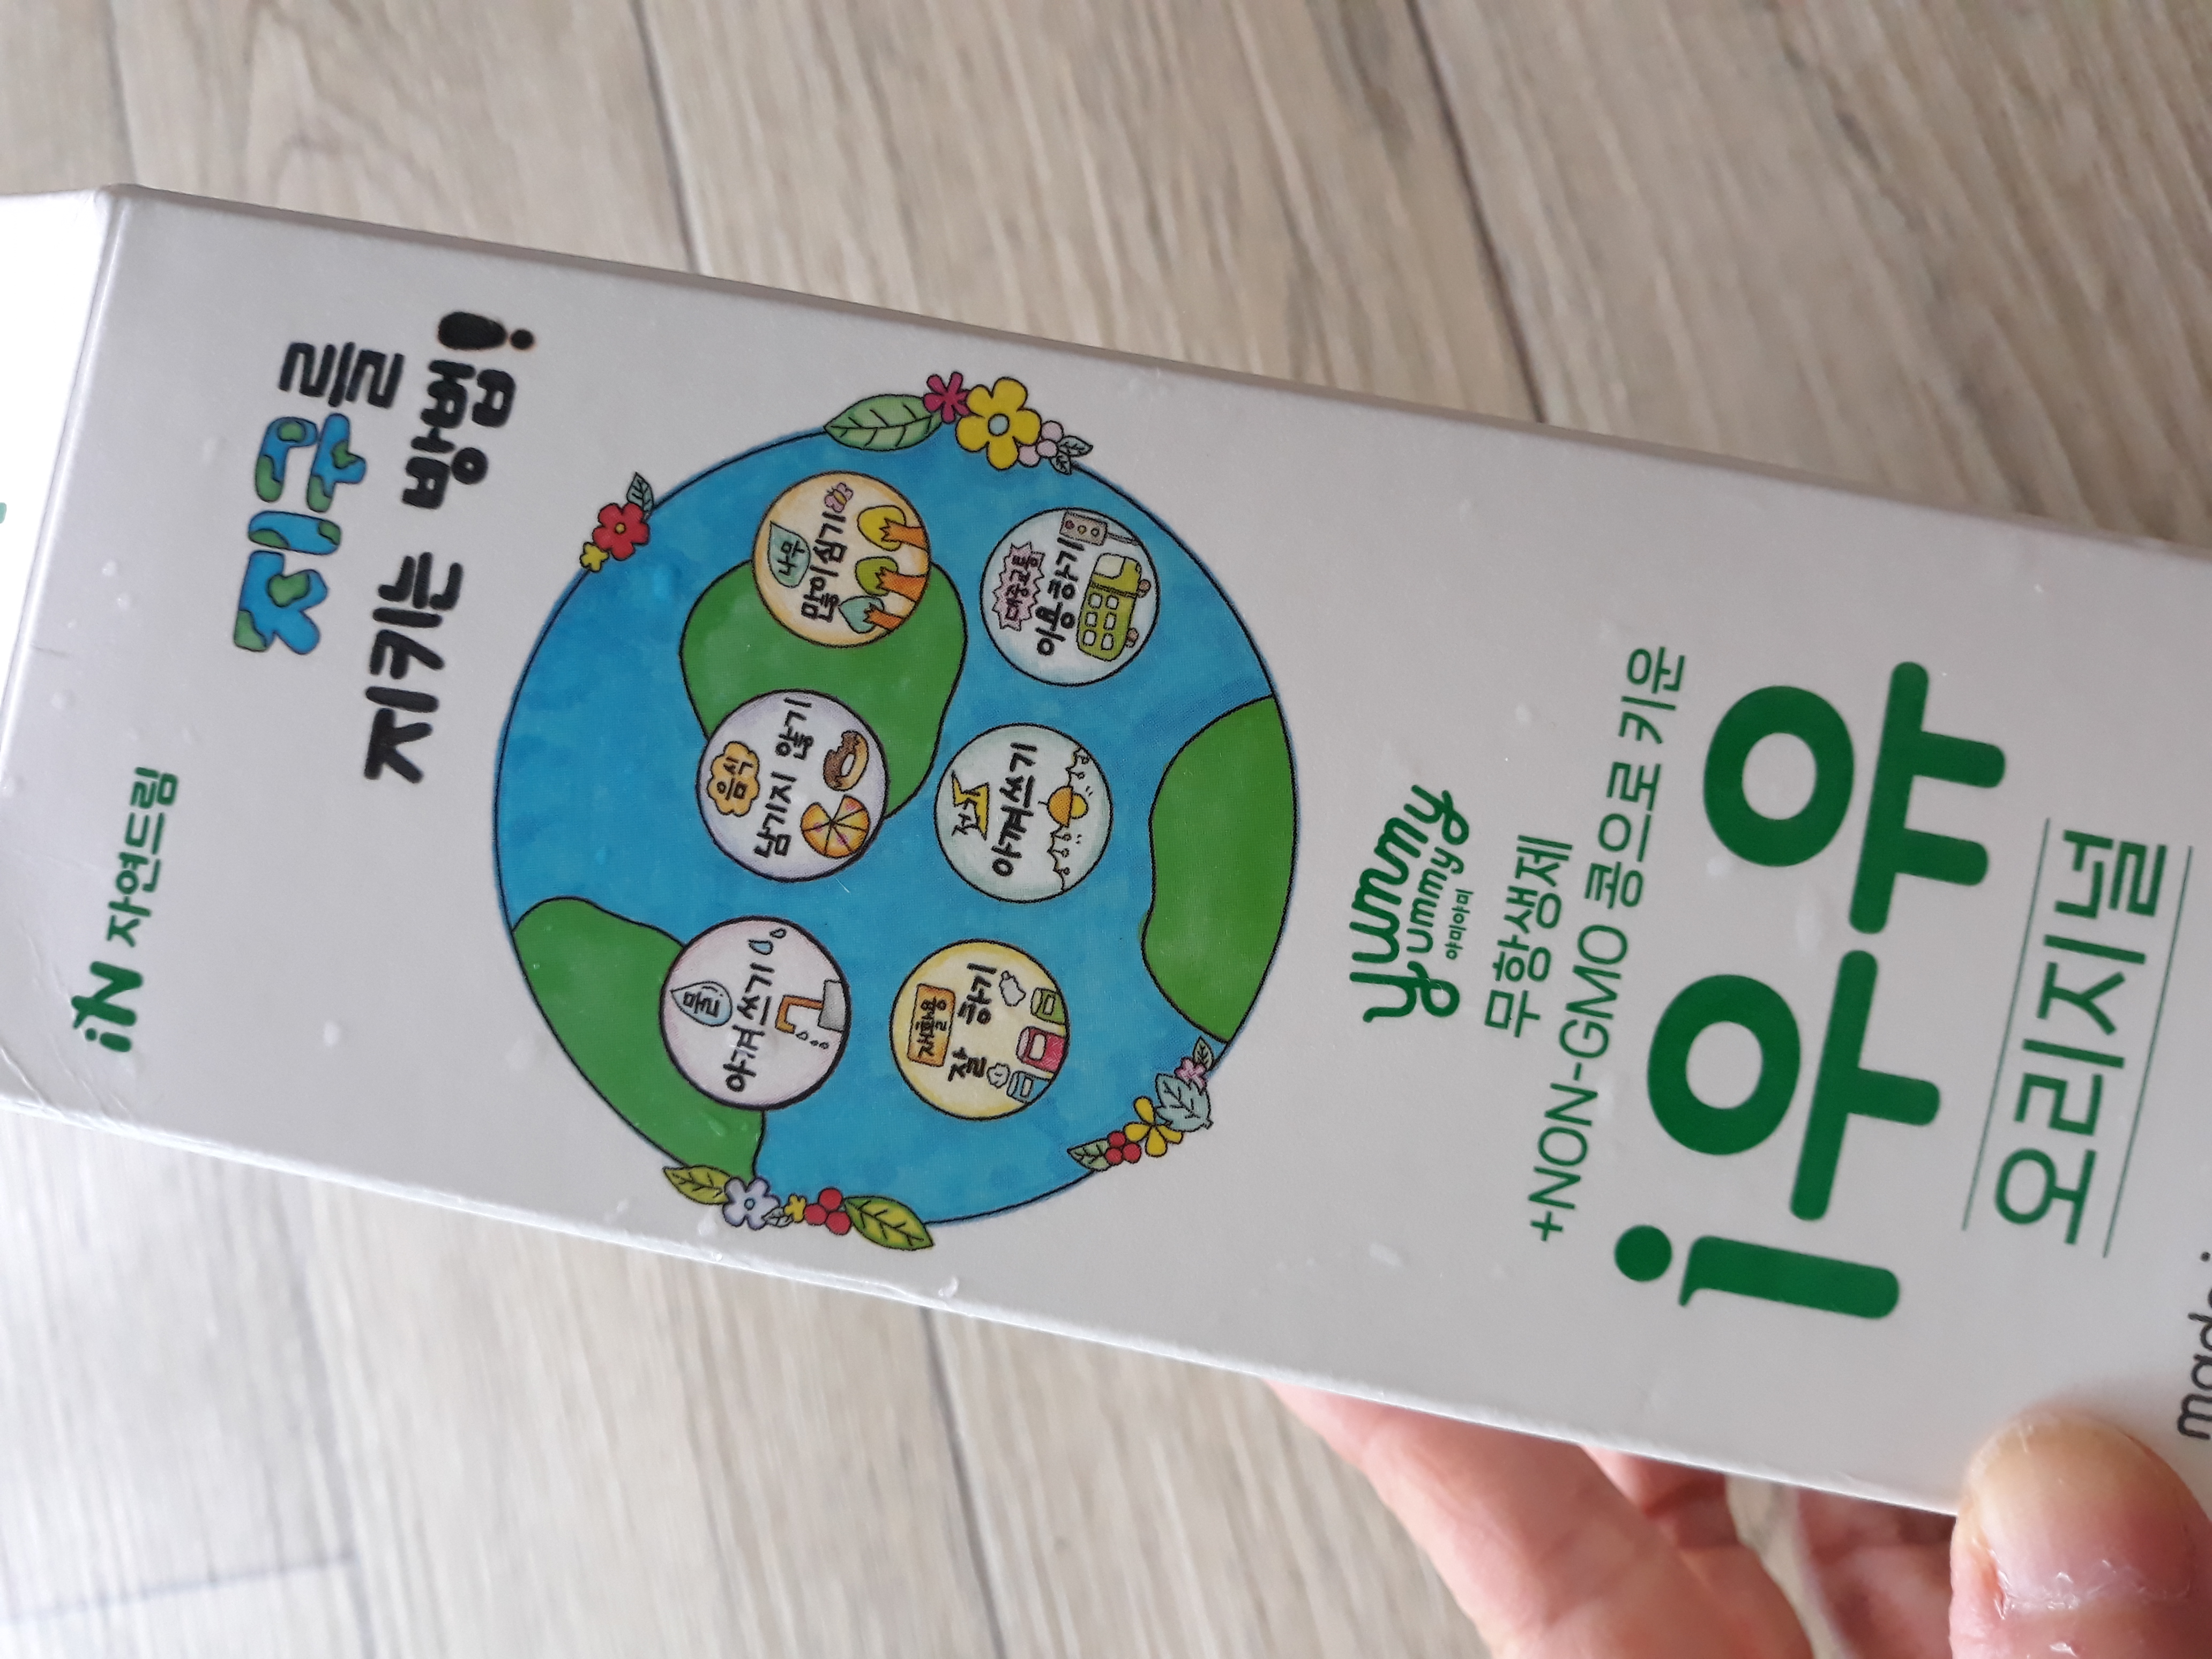 iN 자연드림
지구를
지키는 방법!
물
아껴쓰기
음식
남기지 않기
나무
많이 심기
재활용
잘 하기
전기
아껴쓰기
대중교통
이용하기
yummy
yummy
야미야미
무항생제
+NON-GMO 콩으로 키운
i우유
오리지널